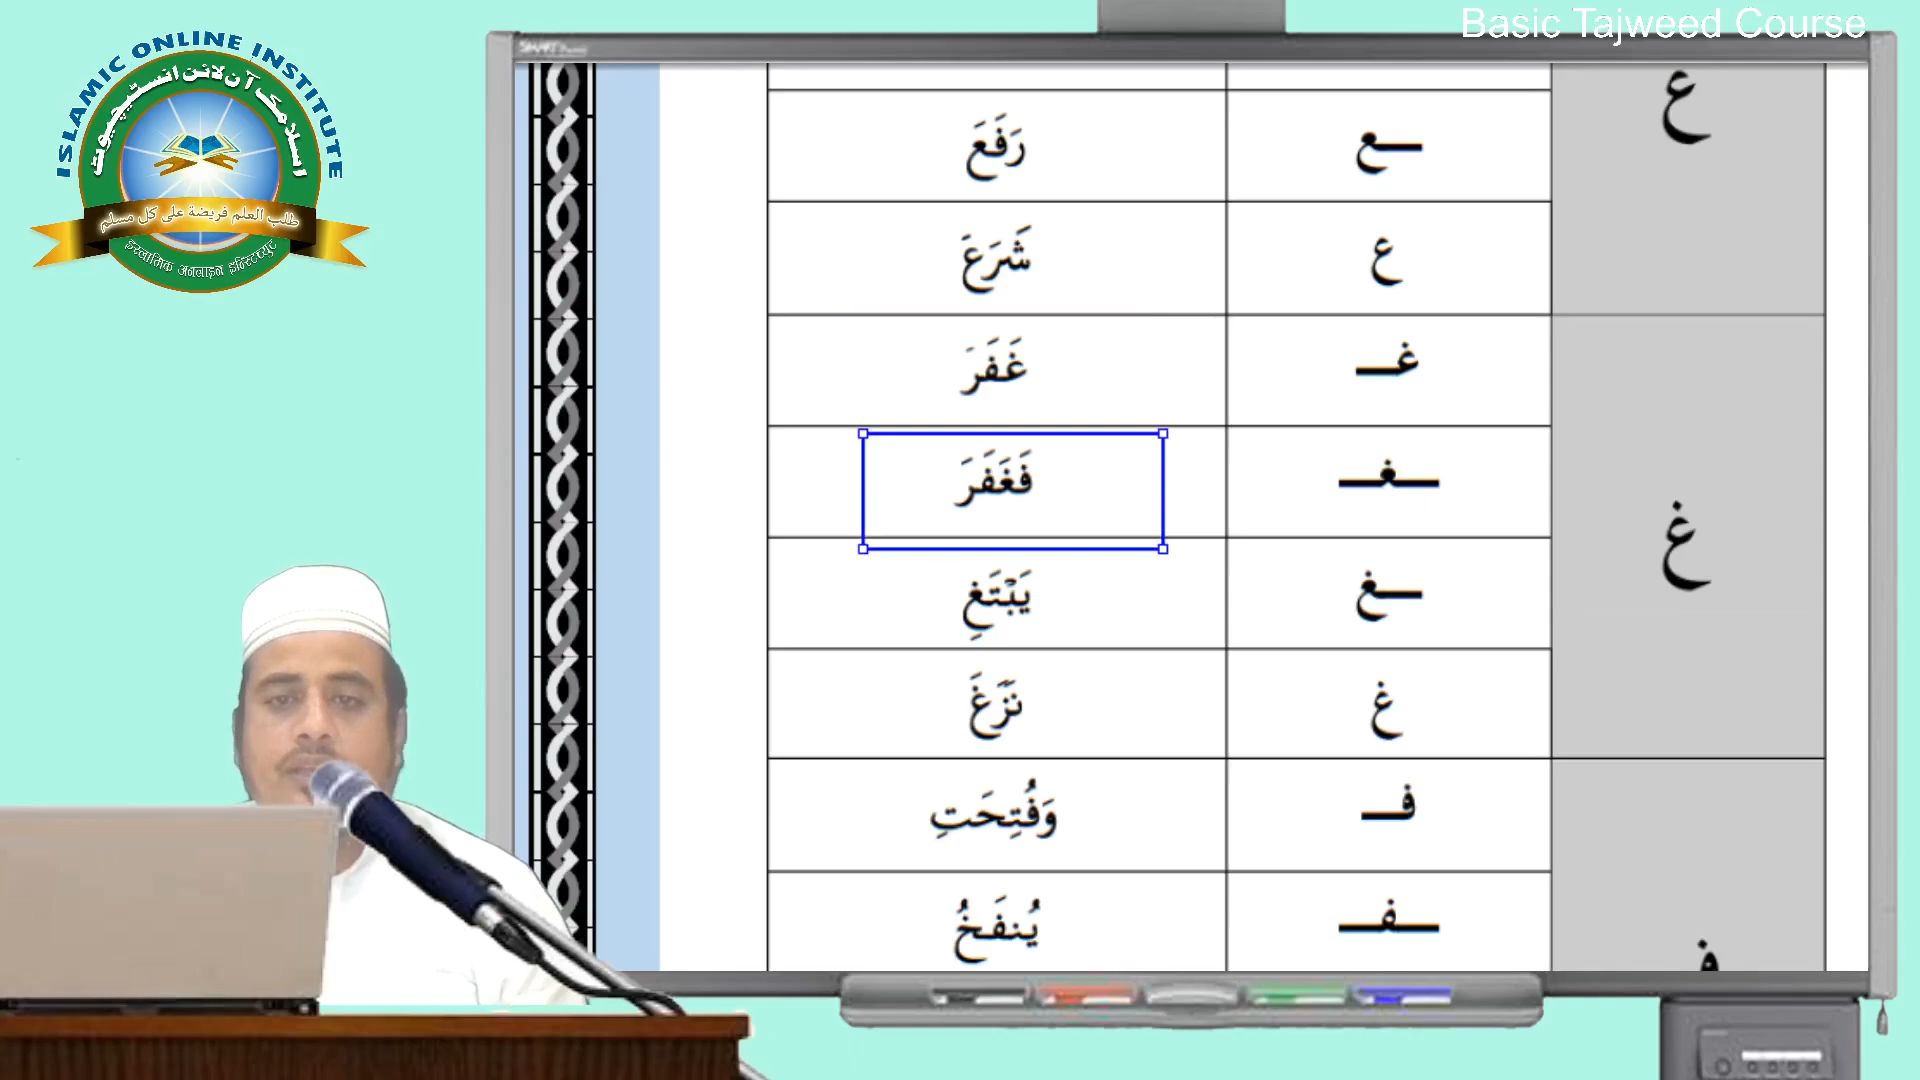 Basic Tajweed Course
SMART
ISLAMIC ONLINE INSTITUTE
اسلامک آن لائن انسٹیٹیوٹ
طلب العلم فريضة على كل مسلم
ع
رَفَعَ ـع
شَرَعَ ع
غ
غَفَرَ غـ
فَغَفَرَ ـغـ
يَبْتَغِ ـغ
نَزَغَ غ
ف
وَفُتِحَتِ فـ
يُنفَخُ ـفـ